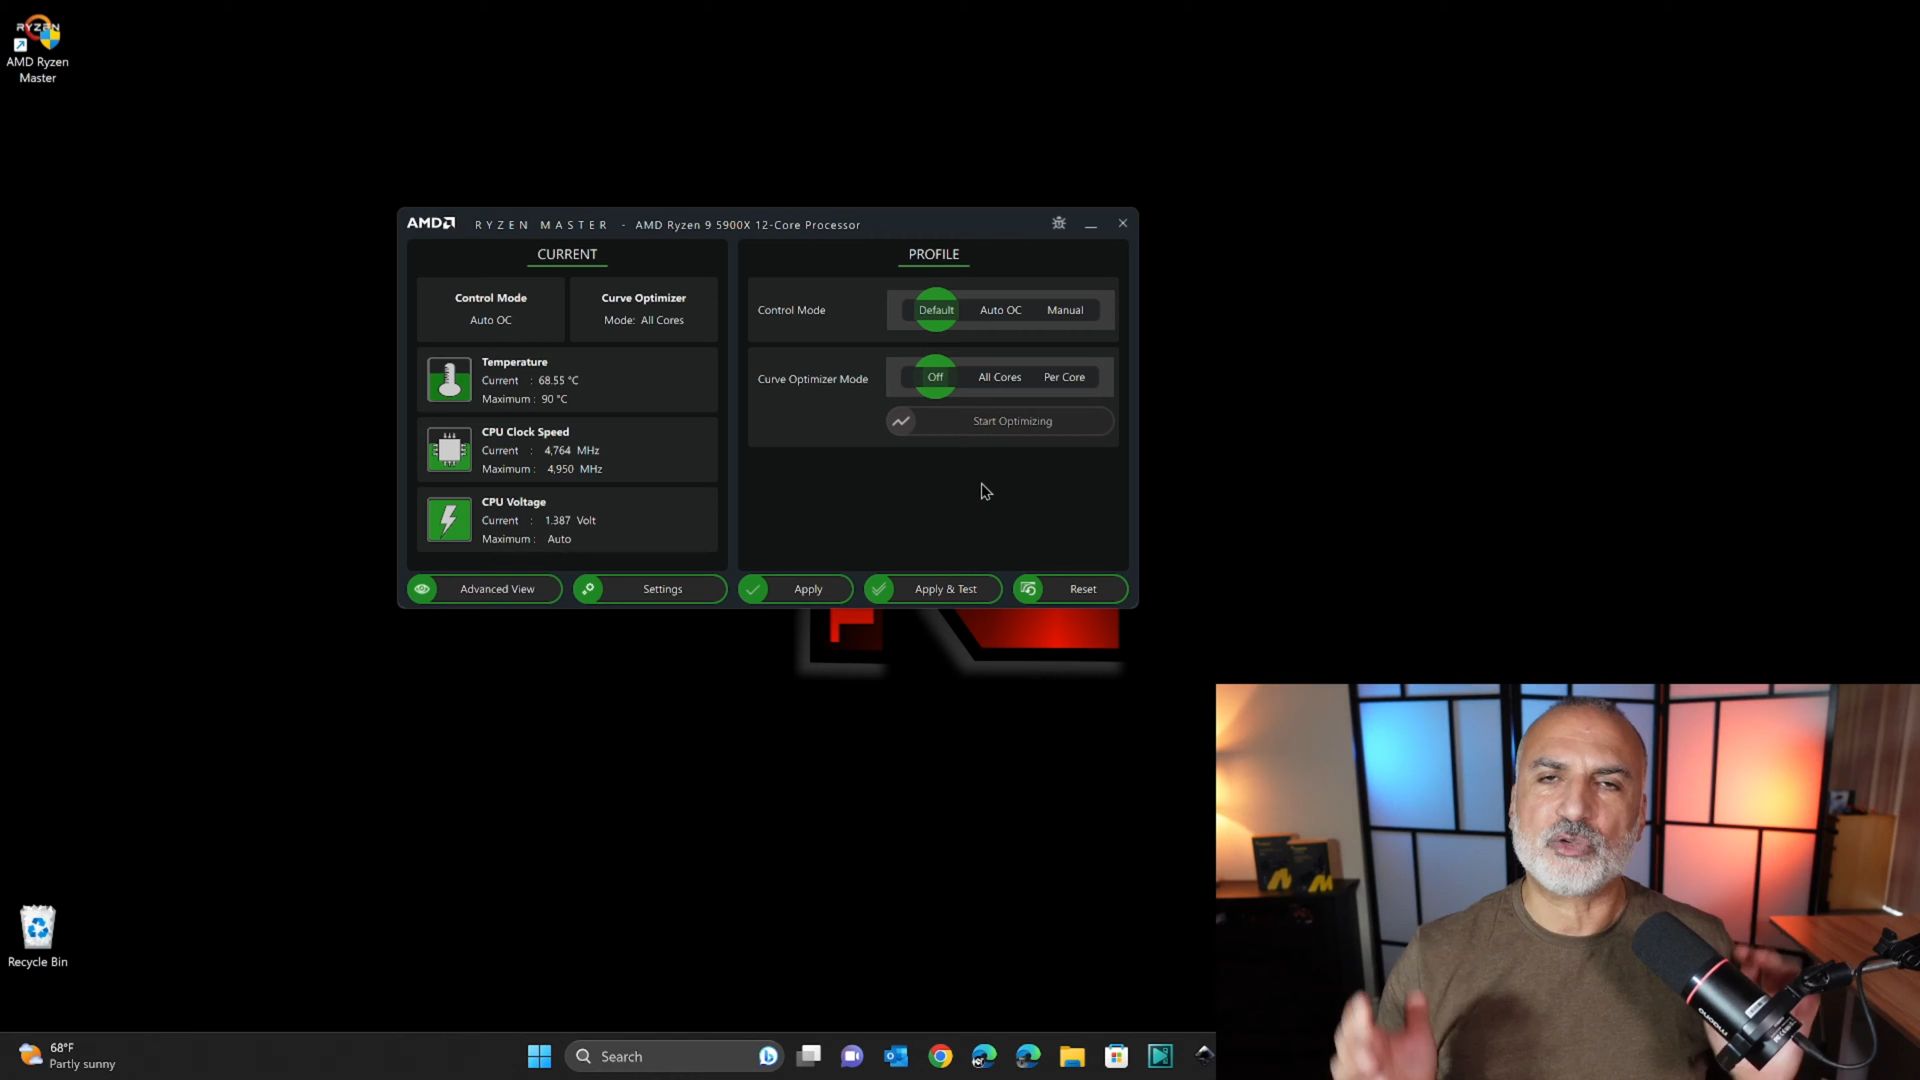 RYZEN
AMD Ryzen
Master
AMD RYZEN MASTER - AMD Ryzen 9 5900X 12-Core Processor
CURRENT
Control Mode
Auto OC
Curve Optimizer
Mode: All Cores
Temperature
Current : 68.55 °C
Maximum : 90 °C
CPU Clock Speed
Current : 4,764 MHz
Maximum : 4,950 MHz
CPU Voltage
Current : 1.387 Volt
Maximum : Auto
PROFILE
Control Mode Default Auto OC Manual
Curve Optimizer Mode Off All Cores Per Core
Start Optimizing
Advanced View Settings Apply Apply & Test Reset
Recycle Bin
68°F
Partly sunny
Search